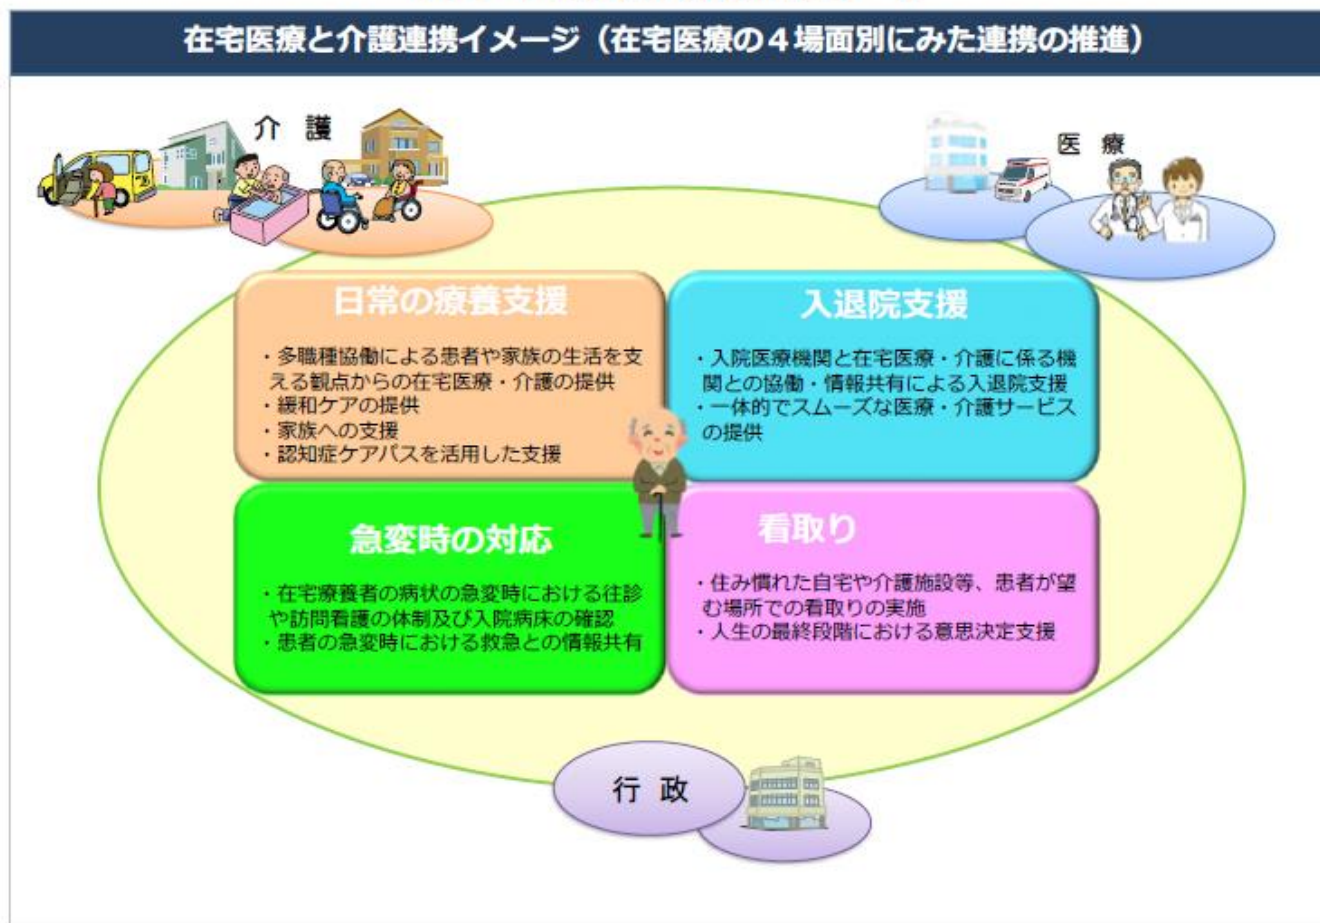 在宅医療と介護連携イメージ（在宅医療の４場面別にみた連携の推進）
介 護
医 療
日常の療養支援
・多職種協働による患者や家族の生活を支
える観点からの在宅医療・介護の提供
・緩和ケアの提供
・家族への支援
・認知症ケアパスを活用した支援
入退院支援
・入院医療機関と在宅医療・介護に係る機
関との協働・情報共有による入退院支援
・一体的でスムーズな医療・介護サービス
の提供
急変時の対応
・在宅療養者の病状の急変時における往診
や訪問看護の体制及び入院病床の確認
・患者の急変時における救急との情報共有
看取り
・住み慣れた自宅や介護施設等、患者が望
む場所での看取りの実施
・人生の最終段階における意思決定支援
行 政